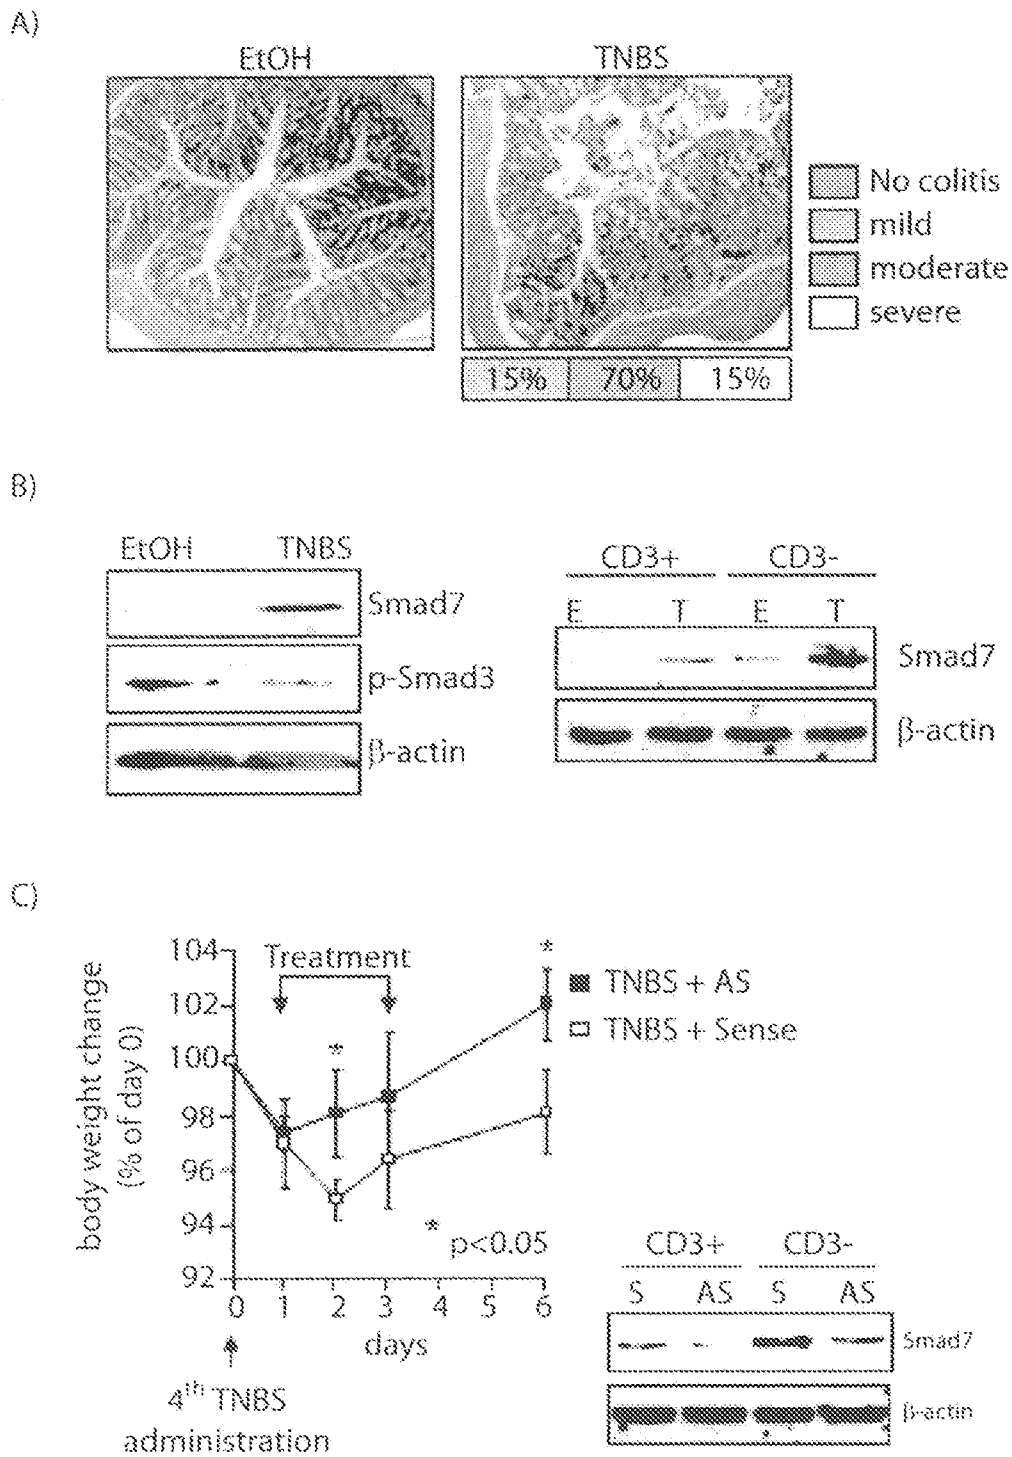 A)
EtOH
TNBS
No colitis
mild
moderate
severe
15% 70% 15%
B)
EtOH TNBS
Smad7
p-Smad3
β-actin
CD3+ CD3-
E T E T
Smad7
β-actin
C)
body weight change
(% of day 0)
104
102
100
98
96
94
92
Treatment
*
*
TNBS + AS
TNBS + Sense
* p<0.05
0 1 2 3 4 5 6
days
4th TNBS
administration
CD3+ CD3-
S AS S AS
Smad7
β-actin